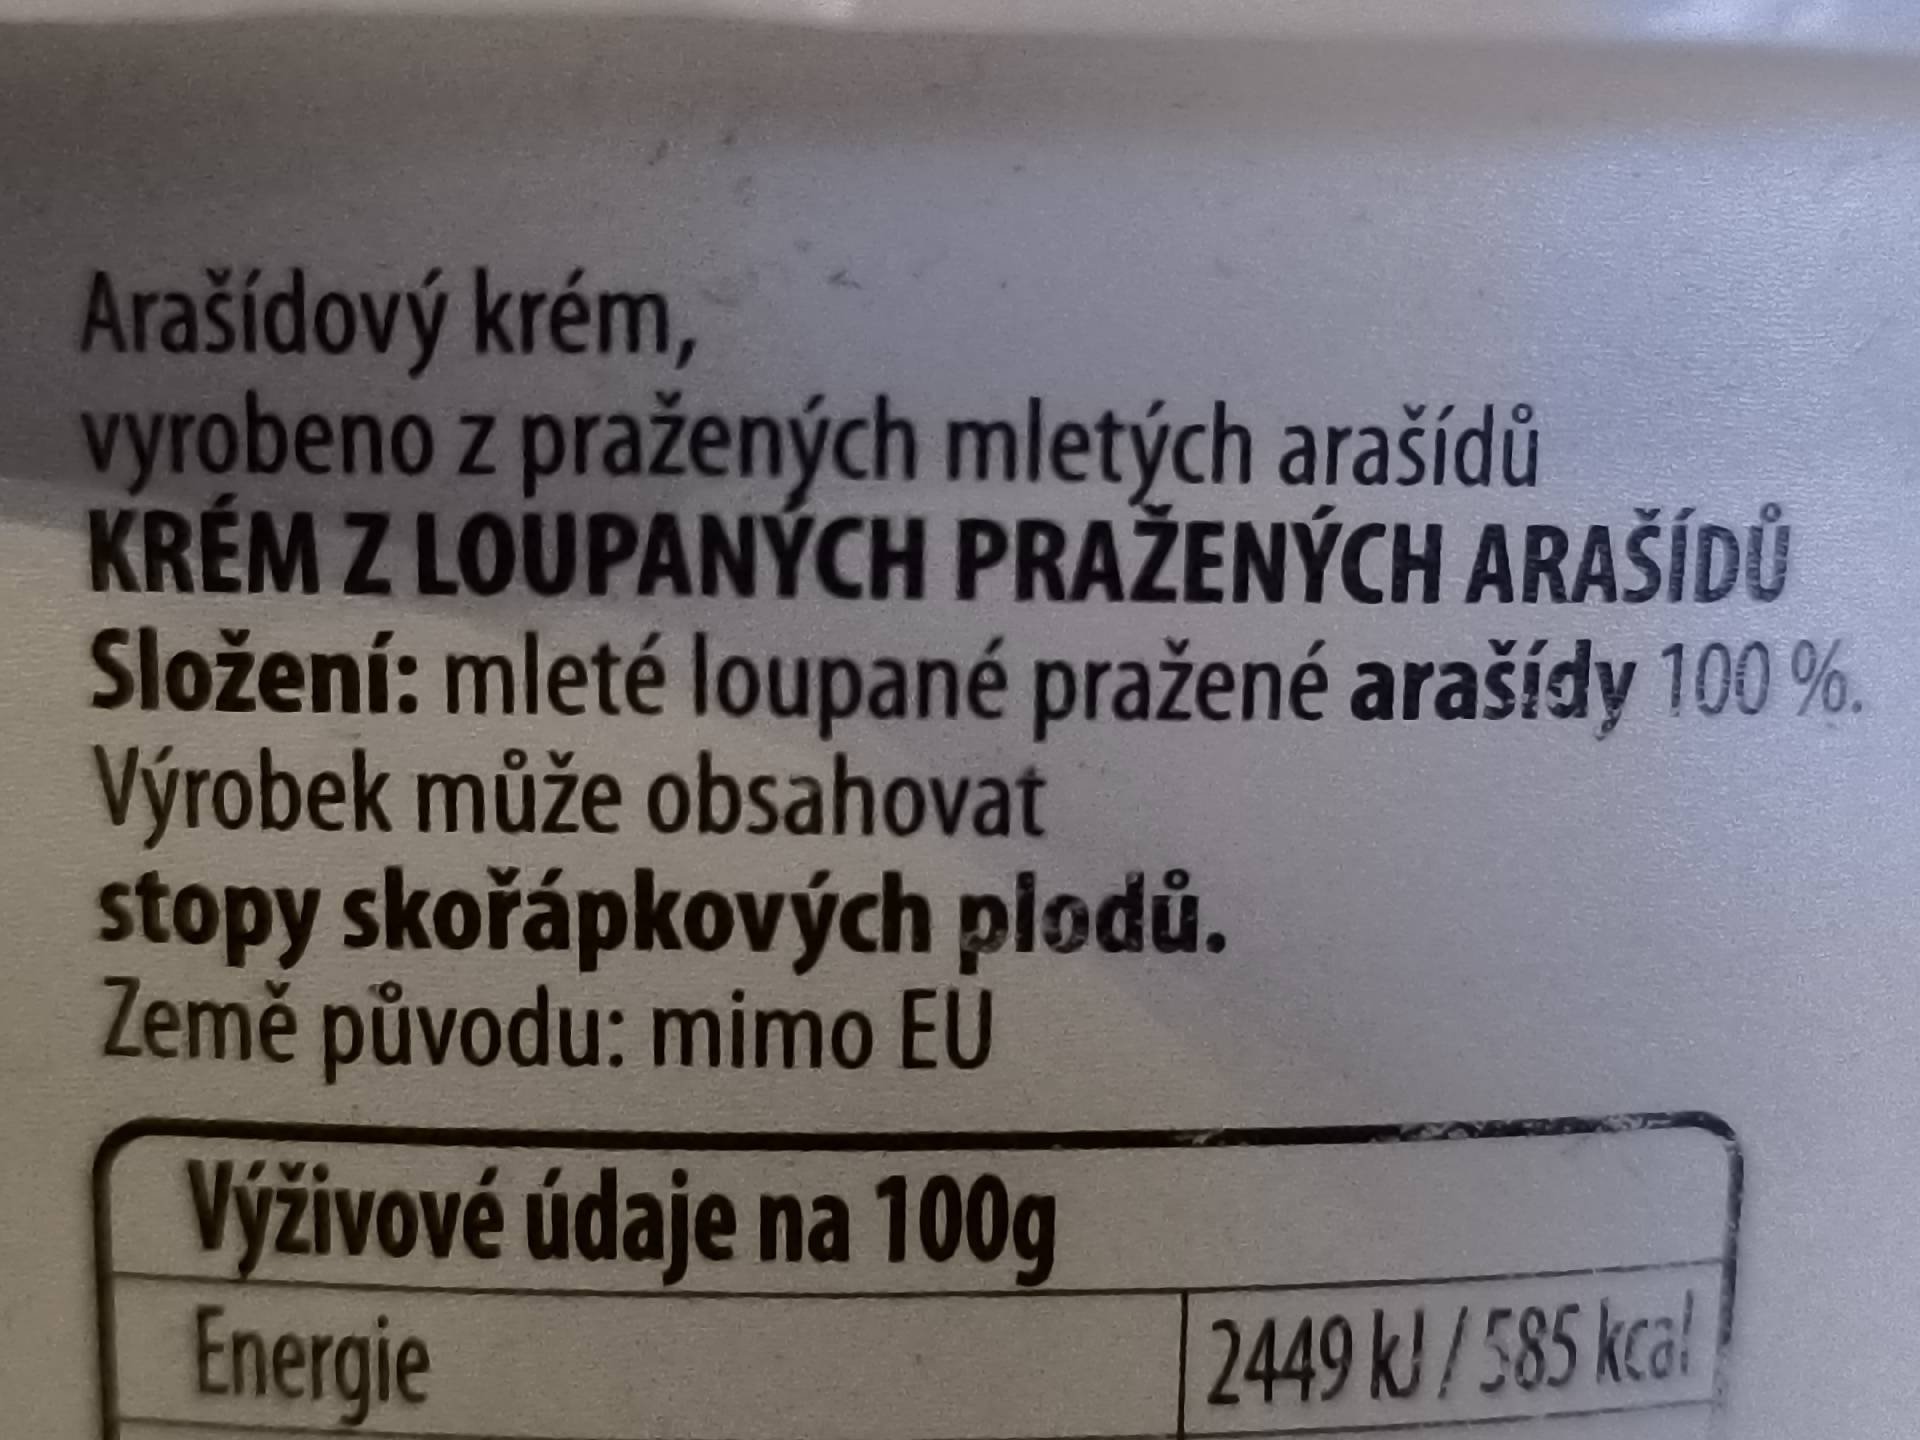 Arašídový krém,
vyrobeno z pražených mletých arašídů
KRÉM Z LOUPANÝCH PRAŽENÝCH ARAŠÍDŮ
Složení: mleté loupané pražené arašídy 100 %.
Výrobek může obsahovat
stopy skořápkových plodů.
Země původu: mimo EU
Výživové údaje na 100g
Energie 2449 kJ / 585 kcal